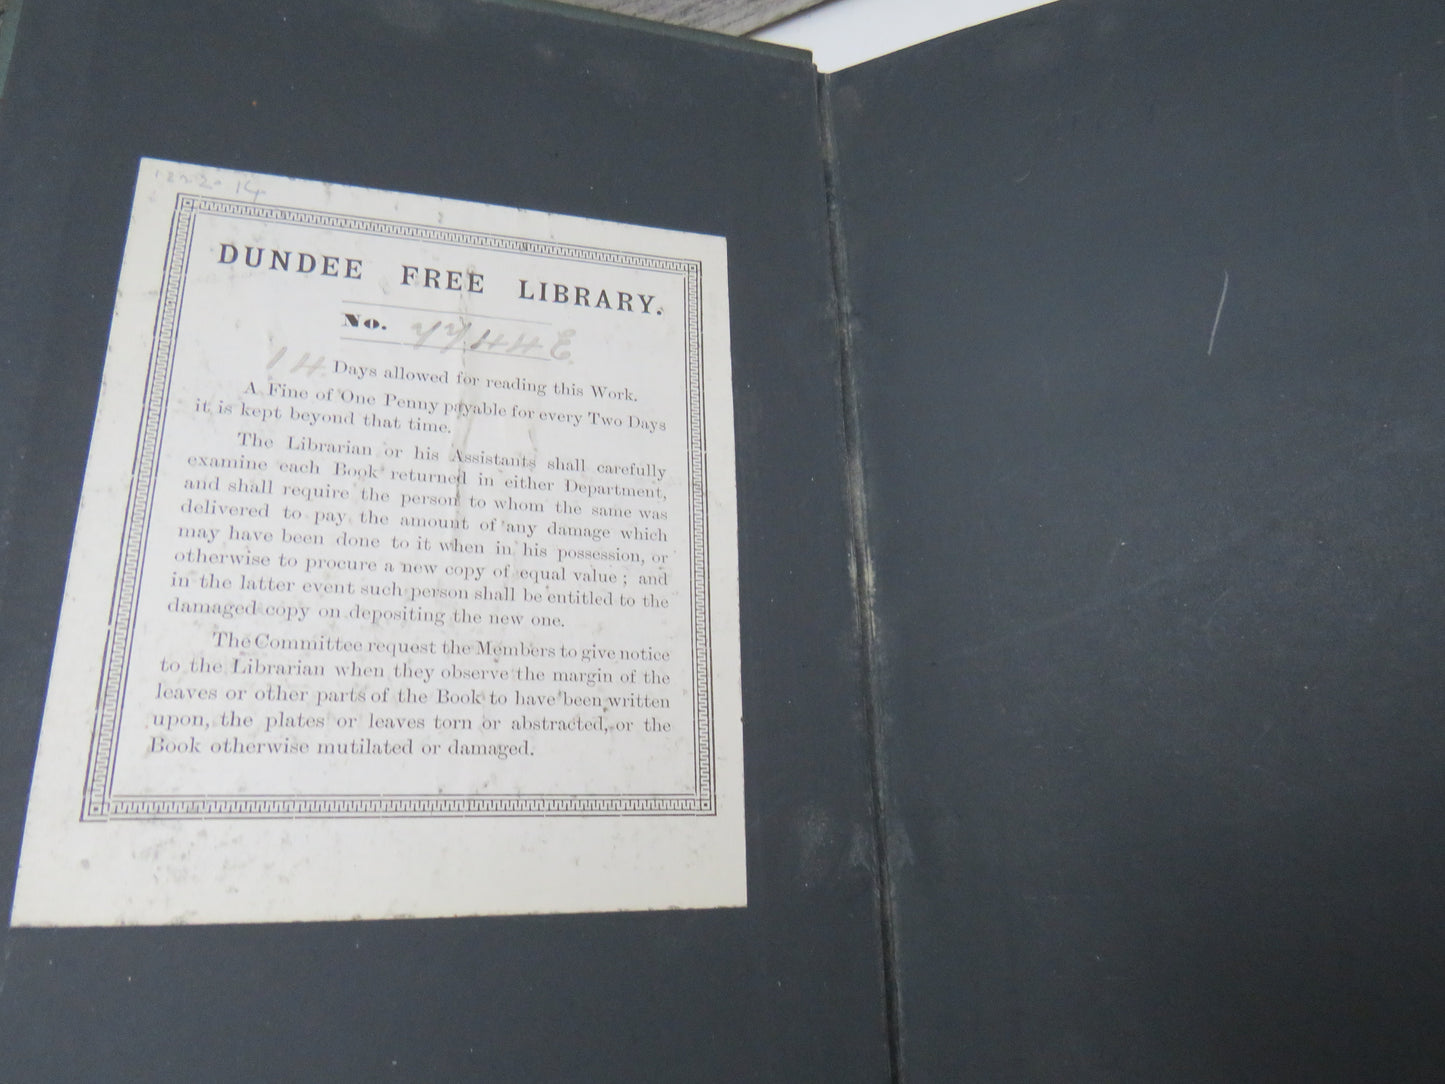 14
DUNDEE FREE LIBRARY.
No.
14 Days allowed for reading this Work.
A Fine of One Penny payable for every Two Days
it is kept beyond that time.
The Librarian or his Assistants shall carefully
examine each Book returned in either Department,
and shall require the person to whom the same was
delivered to pay the amount of any damage which
may have been done to it when in his possession, or
otherwise to procure a new copy of equal value; and
in the latter event such person shall be entitled to the
damaged copy on depositing the new one.
The Committee request the Members to give notice
to the Librarian when they observe the margin of the
leaves or other parts of the Book to have been written
upon, the plates or leaves torn or abstracted, or the
Book otherwise mutilated or damaged.